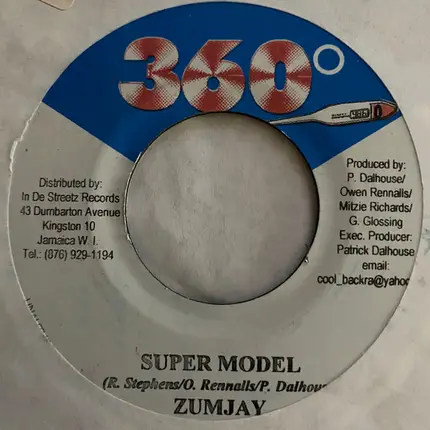 360°
Distributed by:
In De Streetz Records
43 Dumbarton Avenue
Kingston 10
Jamaica W. I.
Tel.: (876) 929-1194
Produced by:
P. Dalhouse/
Owen Rennalls/
Mitzie Richards/
G. Glossing
Exec. Producer:
Patrick Dalhouse
email:
cool_backra@yahoo
SUPER MODEL
(R. Stephens/O. Rennalls/P. Dalhouse
ZUMJAY